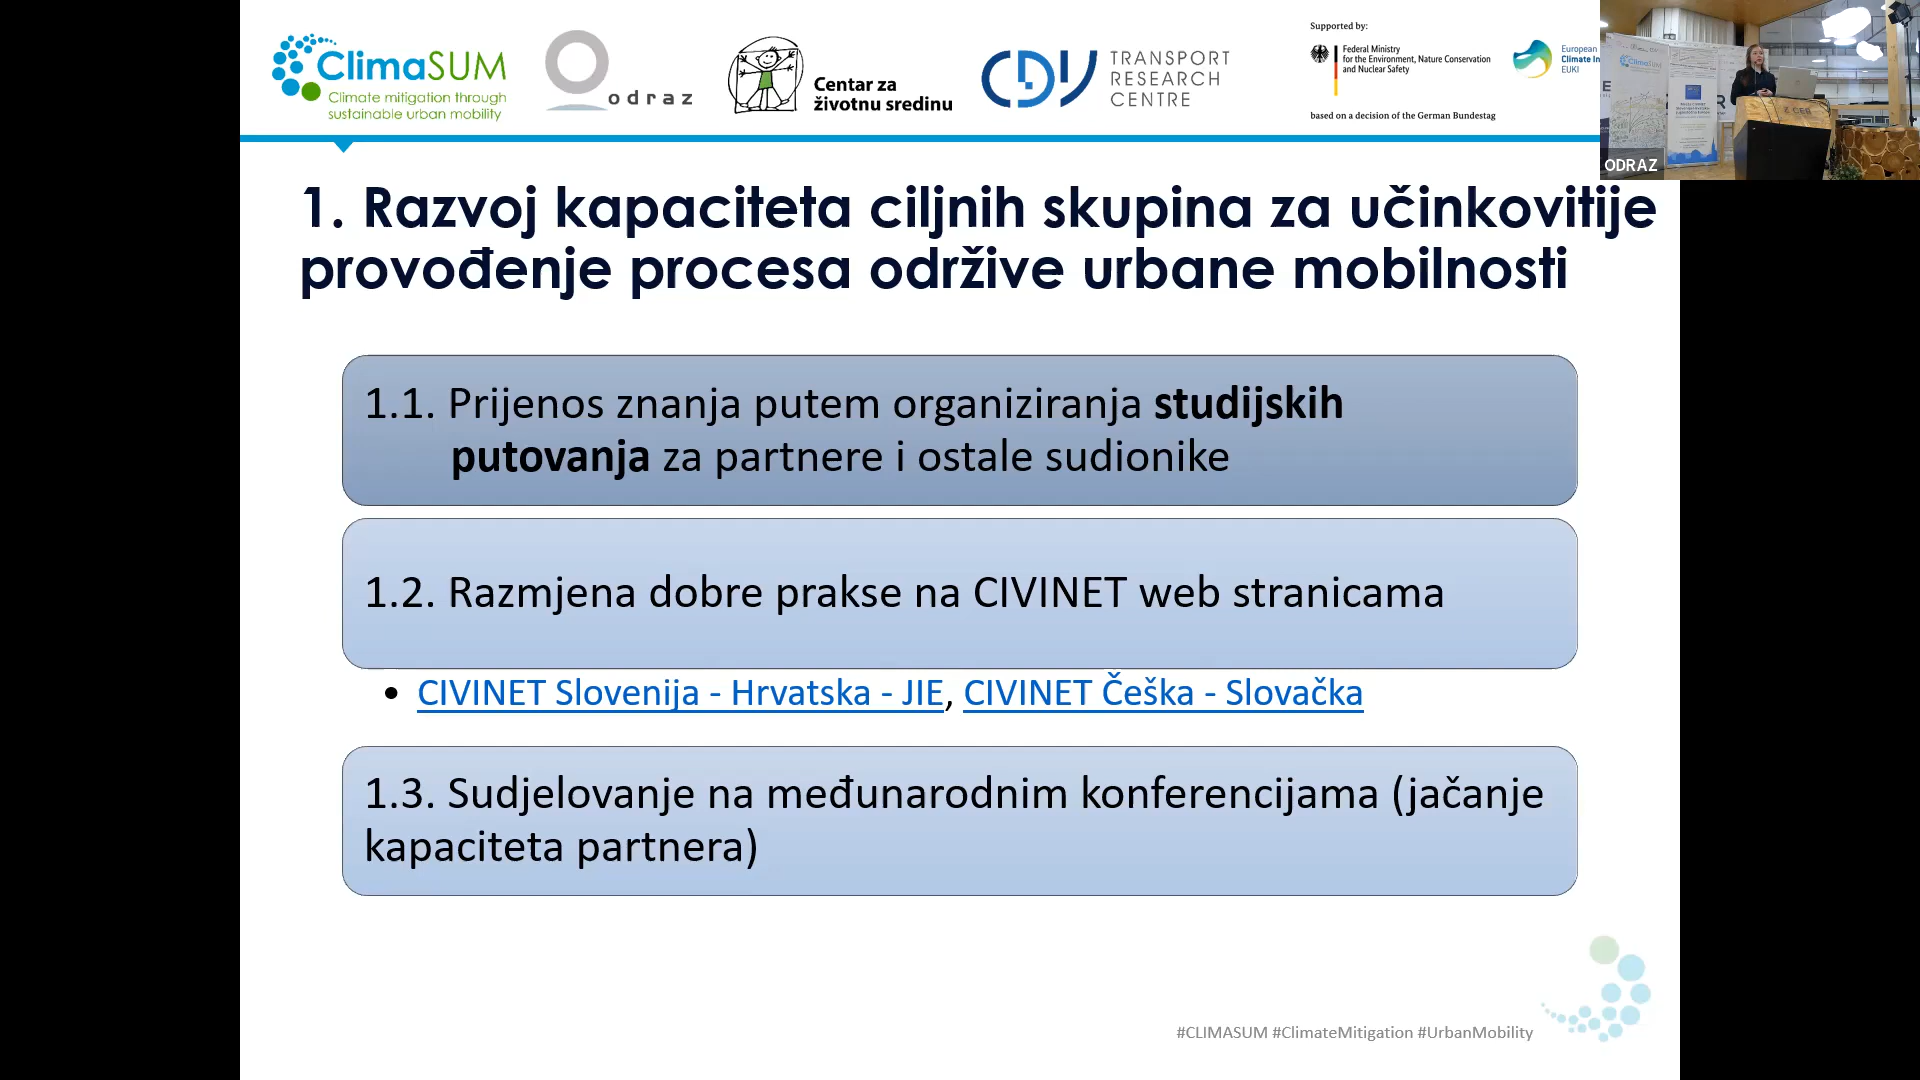 ClimaSUM
Climate mitigation through
sustainable urban mobility
odraz
Centar za
životnu sredinu
CDV
TRANSPORT
RESEARCH
CENTRE
Supported by:
Federal Ministry
for the Environment, Nature Conservation
and Nuclear Safety
based on a decision of the German Bundestag
European
Climate In
EUKI
ClimaSUM
ODRAZ
1. Razvoj kapaciteta ciljnih skupina za učinkovitije
provođenje procesa održive urbane mobilnosti
1.1. Prijenos znanja putem organiziranja studijskih
putovanja za partnere i ostale sudionike
1.2. Razmjena dobre prakse na CIVINET web stranicama
• CIVINET Slovenija - Hrvatska - JIE, CIVINET Češka - Slovačka
1.3. Sudjelovanje na međunarodnim konferencijama (jačanje
kapaciteta partnera)
#CLIMASUM #ClimateMitigation #UrbanMobility